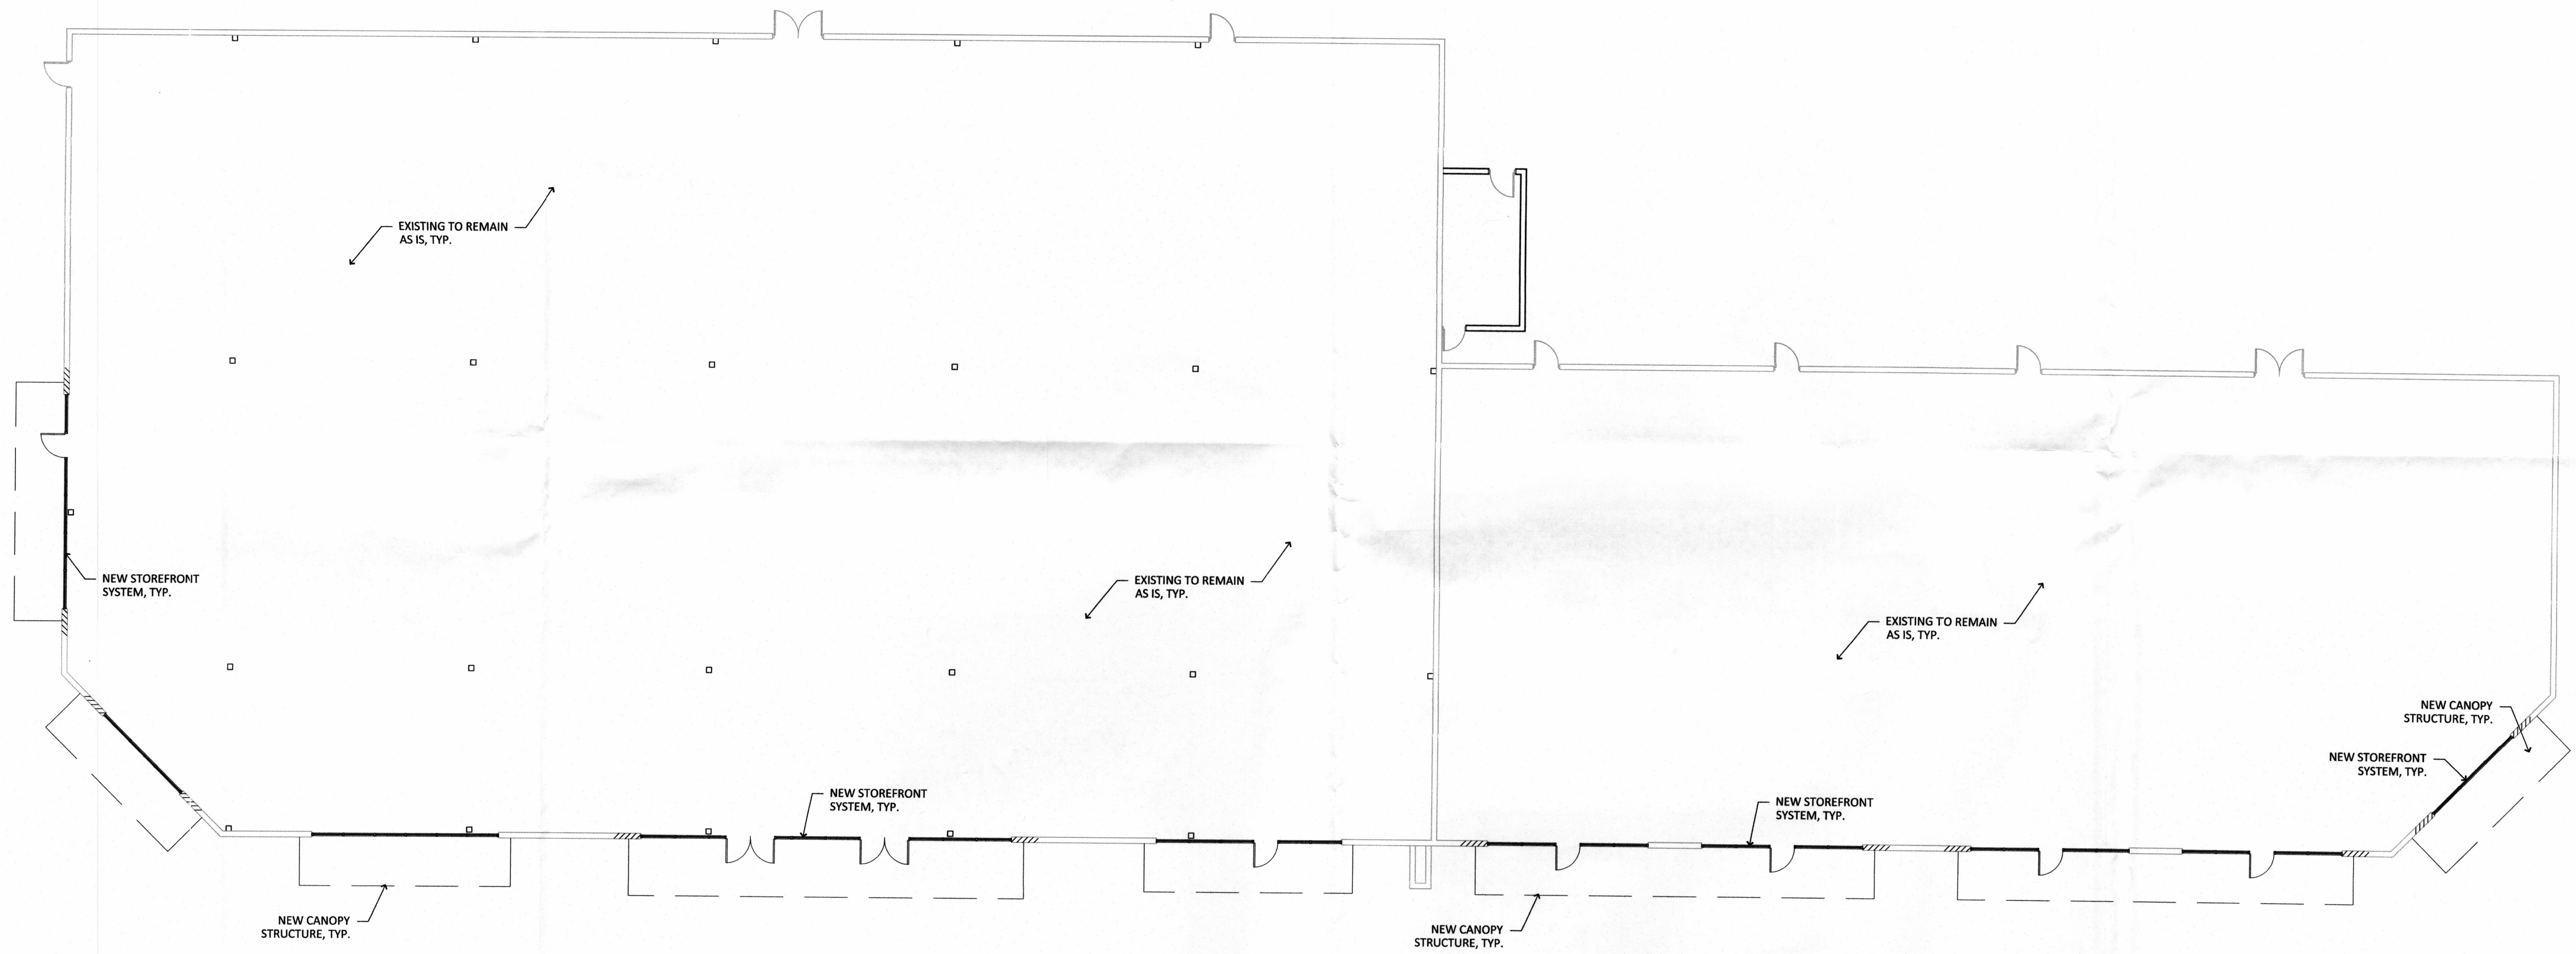 EXISTING TO REMAIN
AS IS, TYP.
NEW STOREFRONT
SYSTEM, TYP.
EXISTING TO REMAIN
AS IS, TYP.
EXISTING TO REMAIN
AS IS, TYP.
NEW CANOPY
STRUCTURE, TYP.
NEW STOREFRONT
SYSTEM, TYP.
NEW STOREFRONT
SYSTEM, TYP.
NEW STOREFRONT
SYSTEM, TYP.
NEW CANOPY
STRUCTURE, TYP.
NEW CANOPY
STRUCTURE, TYP.